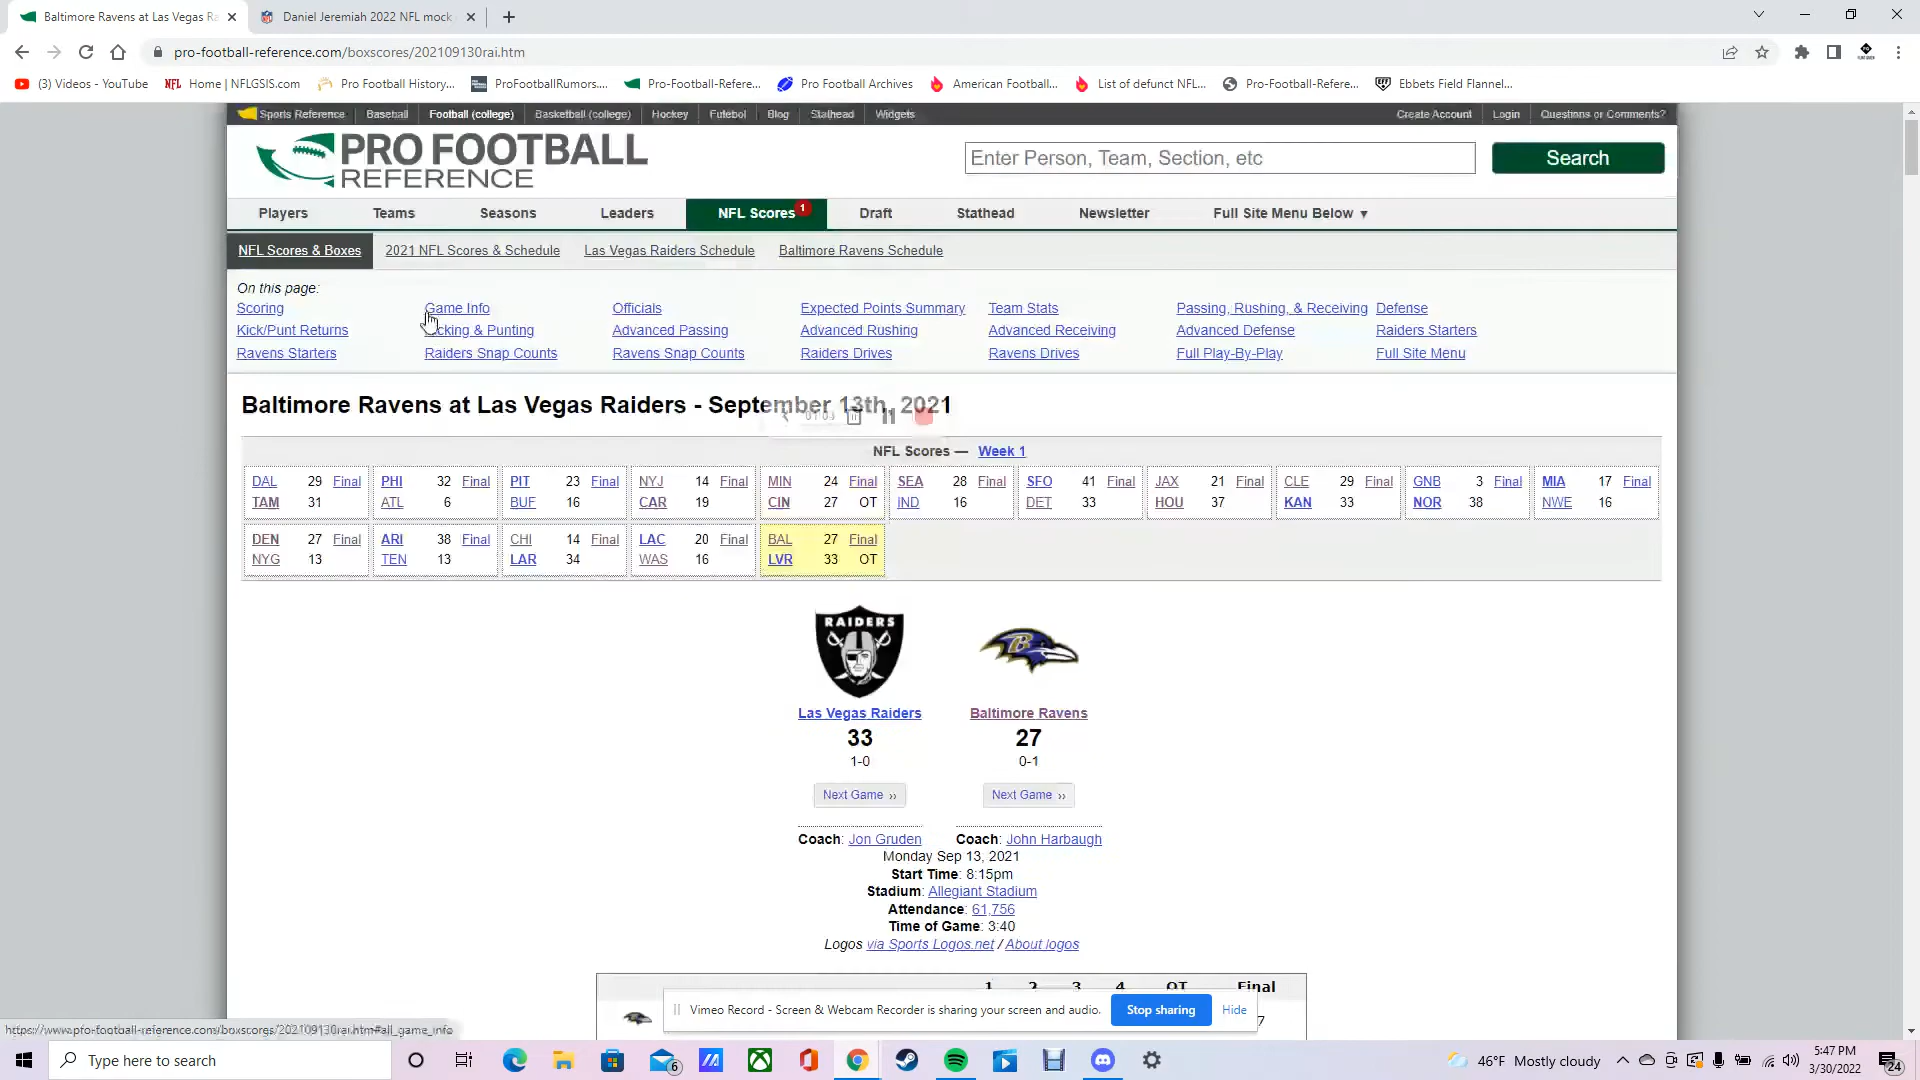 Baltimore Ravens at Las Vegas Ra
Daniel Jeremiah 2022 NFL mock
pro-football-reference.com/boxscores/202109130rai.htm
(3) Videos - YouTube
Home | NFLGSIS.com
Pro Football History...
ProFootballRumors....
Pro-Football-Refere...
Pro Football Archives
American Football...
List of defunct NFL...
Pro-Football-Refere...
Ebbets Field Flannel...
Sports Reference Baseball Football (college) Basketball (college) Hockey Futébol Blog Stathead Widgets Create Account Login Questions or Comments?
PRO FOOTBALL
REFERENCE
Enter Person, Team, Section, etc
Search
Players Teams Seasons Leaders NFL Scores 1 Draft Stathead Newsletter Full Site Menu Below ▼
NFL Scores & Boxes 2021 NFL Scores & Schedule Las Vegas Raiders Schedule Baltimore Ravens Schedule
On this page:
Scoring Game Info Officials Expected Points Summary Team Stats Passing, Rushing, & Receiving Defense
Kick/Punt Returns cking & Punting Advanced Passing Advanced Rushing Advanced Receiving Advanced Defense Raiders Starters
Ravens Starters Raiders Snap Counts Ravens Snap Counts Raiders Drives Ravens Drives Full Play-By-Play Full Site Menu
Baltimore Ravens at Las Vegas Raiders - September 13th, 2021
NFL Scores — Week 1
DAL 29 Final PHI 32 Final PIT 23 Final NYJ 14 Final MIN 24 Final SEA 28 Final SFO 41 Final JAX 21 Final CLE 29 Final GNB 3 Final MIA 17 Final
TAM 31 ATL 6 BUF 16 CAR 19 CIN 27 OT IND 16 DET 33 HOU 37 KAN 33 NOR 38 NWE 16
DEN 27 Final ARI 38 Final CHI 14 Final LAC 20 Final BAL 27 Final
NYG 13 TEN 13 LAR 34 WAS 16 LVR 33 OT
RAIDERS
B
Las Vegas Raiders Baltimore Ravens
33 27
1-0 0-1
Next Game ›› Next Game ››
Coach: Jon Gruden Coach: John Harbaugh
Monday Sep 13, 2021
Start Time: 8:15pm
Stadium: Allegiant Stadium
Attendance: 61,756
Time of Game: 3:40
Logos via Sports Logos.net / About logos
1 2 3 4 OT Final
7
Vimeo Record - Screen & Webcam Recorder is sharing your screen and audio. Stop sharing Hide
https://www.pro-football-reference.com/boxscores/202109130rai.htm#all_game_info
Type here to search
6
46°F Mostly cloudy
5:47 PM
3/30/2022
24